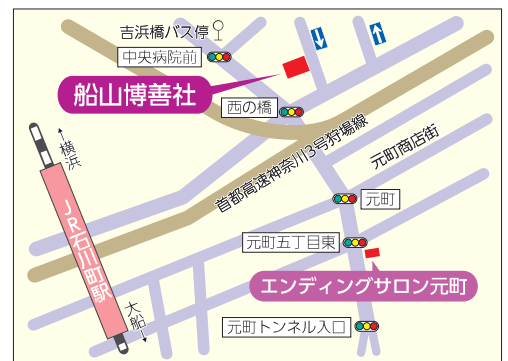 吉浜橋バス停
中央病院前
船山博善社
西の橋
横浜
首都高速神奈川3号狩場線
元町商店街
JR石川町駅
元町
元町五丁目東
エンディングサロン元町
大船
元町トンネル入口